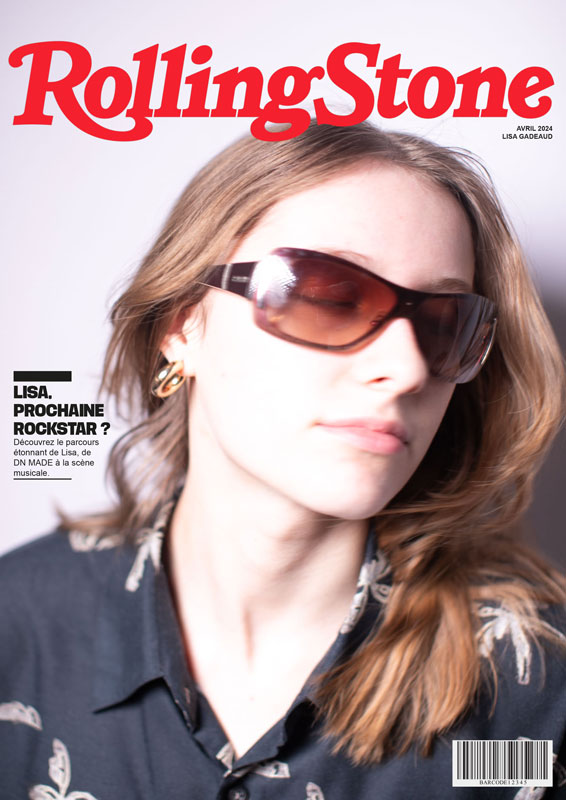 RollingStone
AVRIL 2024
LISA GADEAUD
LISA,
PROCHAINE
ROCKSTAR ?
Découvrez le parcours
étonnant de Lisa, de
DN MADE à la scène
musicale.
BARCODE12345